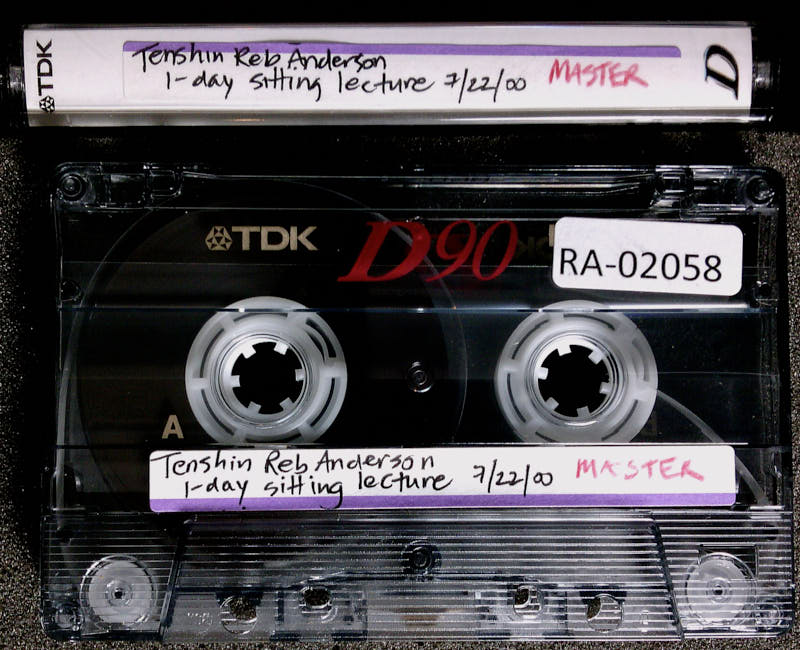 TDK
Tenshin Reb Anderson
1-day sitting lecture 7/22/00 MASTER
D
TDK D90
RA-02058
A
Tenshin Reb Anderson
1-day sitting lecture 7/22/00 MASTER